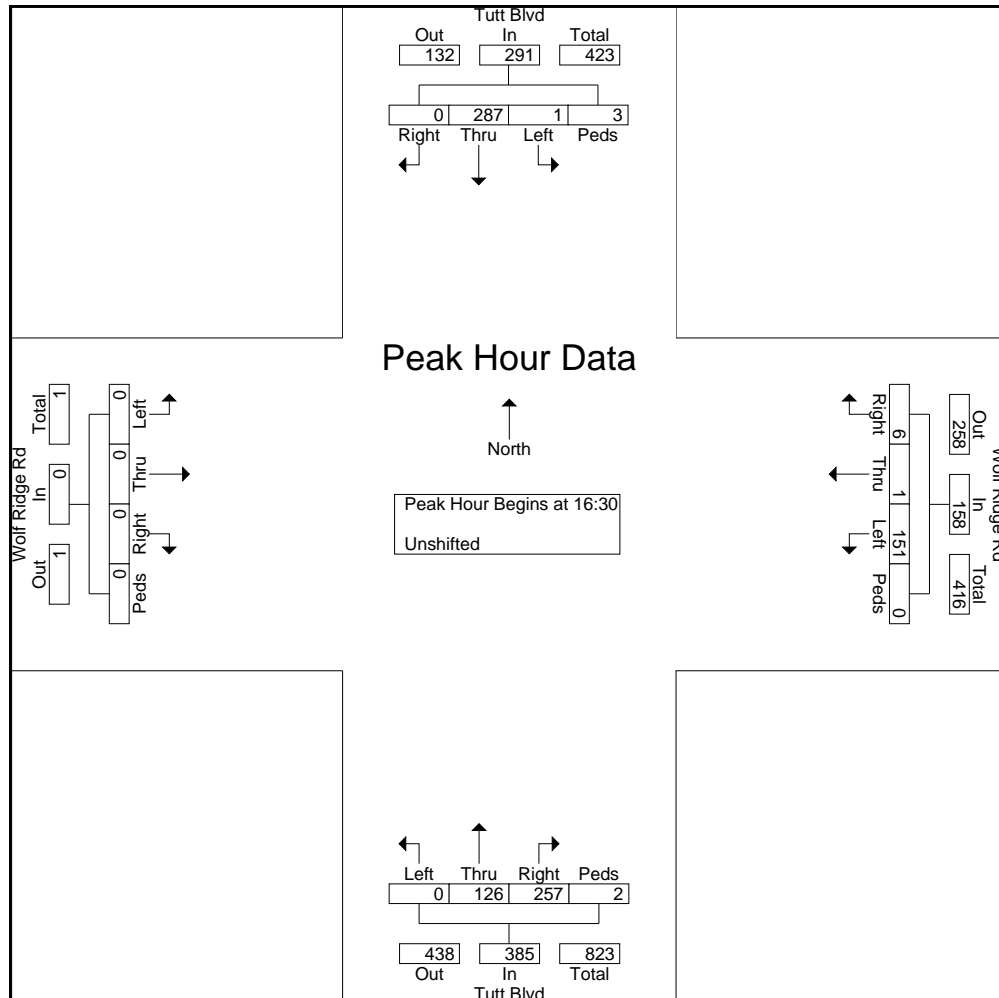 Tutt Blvd
Out In Total
132 291 423
0 287 1 3
Right Thru Left Peds
Peak Hour Data
North
Peak Hour Begins at 16:30
Unshifted
Wolf Ridge Rd
Total In Out
1 0 1
0 0 0 0
Left Thru Right Peds
Wolf Ridge Rd
Out In Total
258 158 416
6 1 151 0
Right Thru Left Peds
Left Thru Right Peds
0 126 257 2
438 385 823
Out In Total
Tutt Blvd